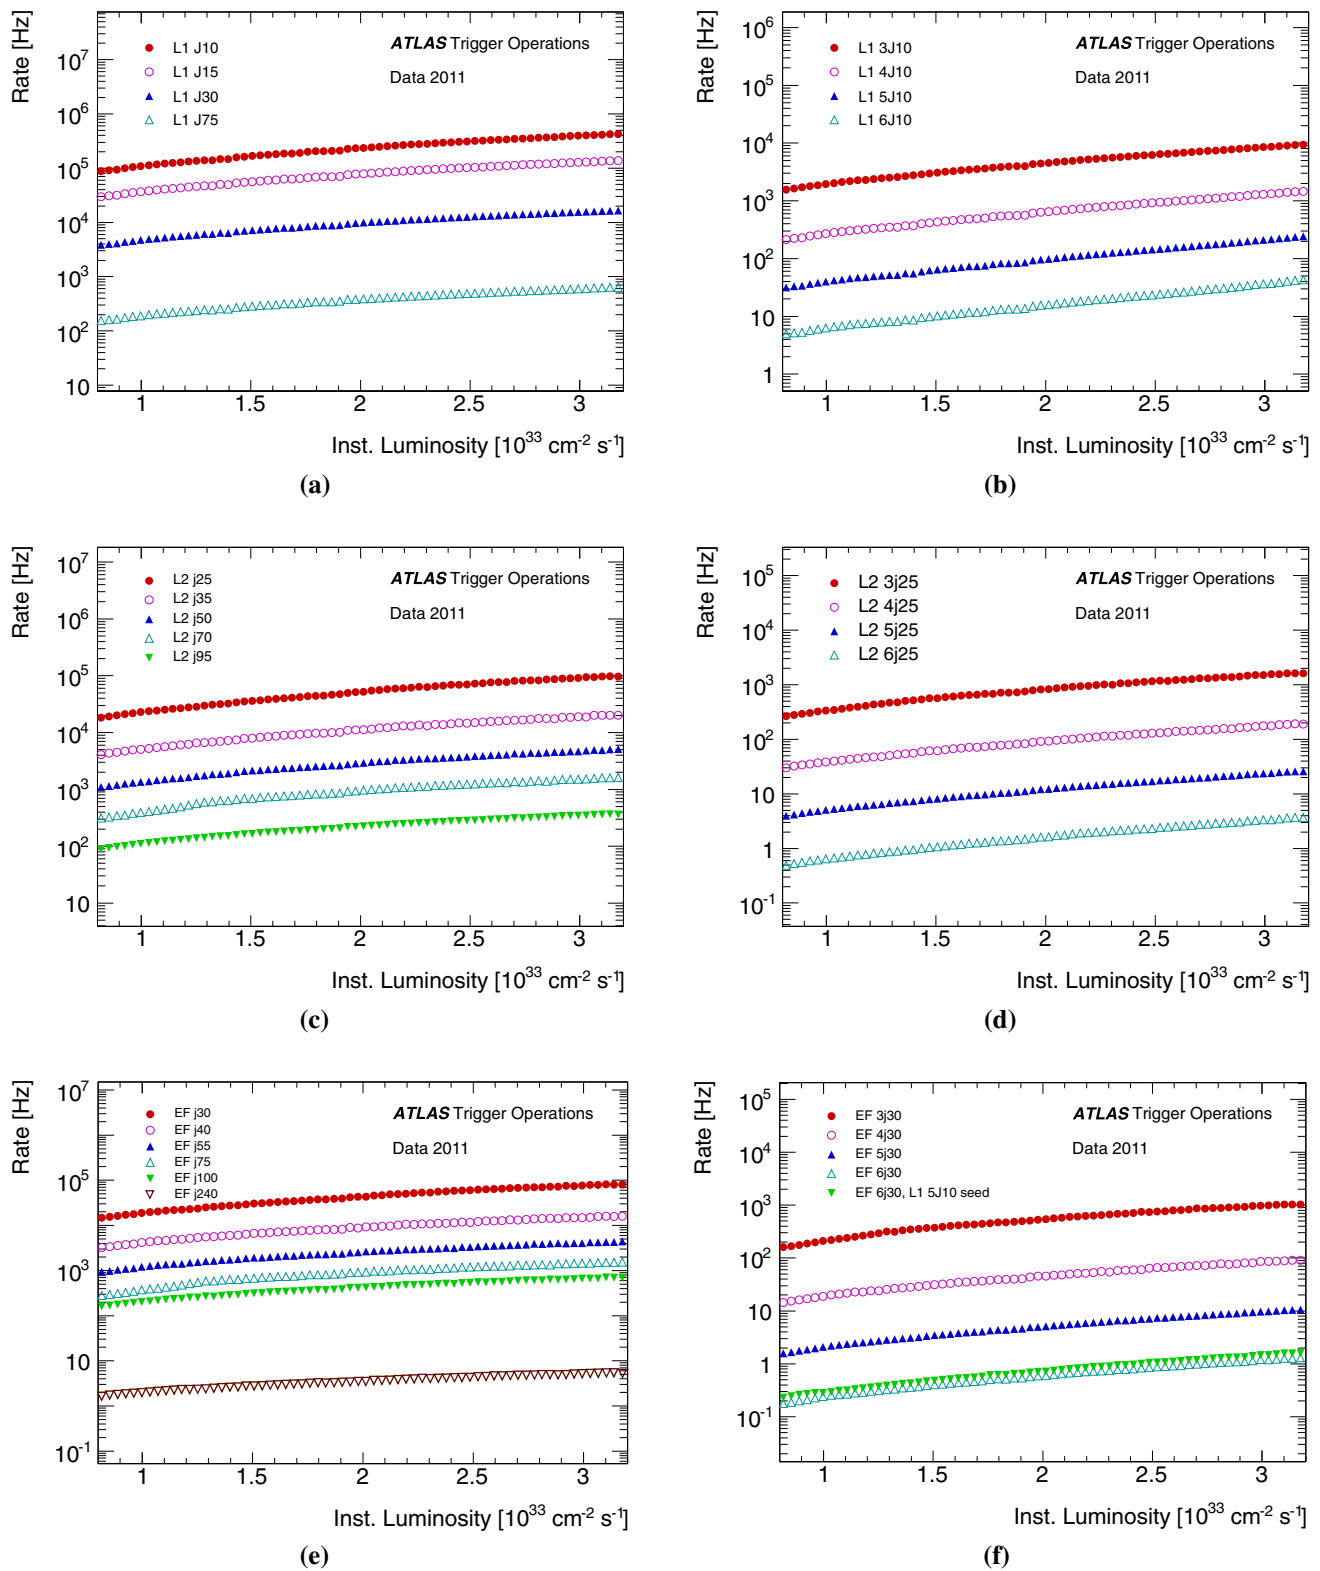 Rate [Hz]
10^7
10^6
10^5
10^4
10^3
10^2
10
L1 J10
L1 J15
L1 J30
L1 J75
ATLAS Trigger Operations
Data 2011
1 1.5 2 2.5 3
Inst. Luminosity [10^33 cm^-2 s^-1]
(a)
Rate [Hz]
10^6
10^5
10^4
10^3
10^2
10
1
L1 3J10
L1 4J10
L1 5J10
L1 6J10
ATLAS Trigger Operations
Data 2011
1 1.5 2 2.5 3
Inst. Luminosity [10^33 cm^-2 s^-1]
(b)
Rate [Hz]
10^7
10^6
10^5
10^4
10^3
10^2
10
L2 j25
L2 j35
L2 j50
L2 j70
L2 j95
ATLAS Trigger Operations
Data 2011
1 1.5 2 2.5 3
Inst. Luminosity [10^33 cm^-2 s^-1]
(c)
Rate [Hz]
10^5
10^4
10^3
10^2
10
1
10^-1
L2 3j25
L2 4j25
L2 5j25
L2 6j25
ATLAS Trigger Operations
Data 2011
1 1.5 2 2.5 3
Inst. Luminosity [10^33 cm^-2 s^-1]
(d)
Rate [Hz]
10^7
10^5
10^3
10
10^-1
EF j30
EF j40
EF j55
EF j75
EF j100
EF j240
ATLAS Trigger Operations
Data 2011
1 1.5 2 2.5 3
Inst. Luminosity [10^33 cm^-2 s^-1]
(e)
Rate [Hz]
10^5
10^4
10^3
10^2
10
1
10^-1
EF 3j30
EF 4j30
EF 5j30
EF 6j30
EF 6j30, L1 5J10 seed
ATLAS Trigger Operations
Data 2011
1 1.5 2 2.5 3
Inst. Luminosity [10^33 cm^-2 s^-1]
(f)